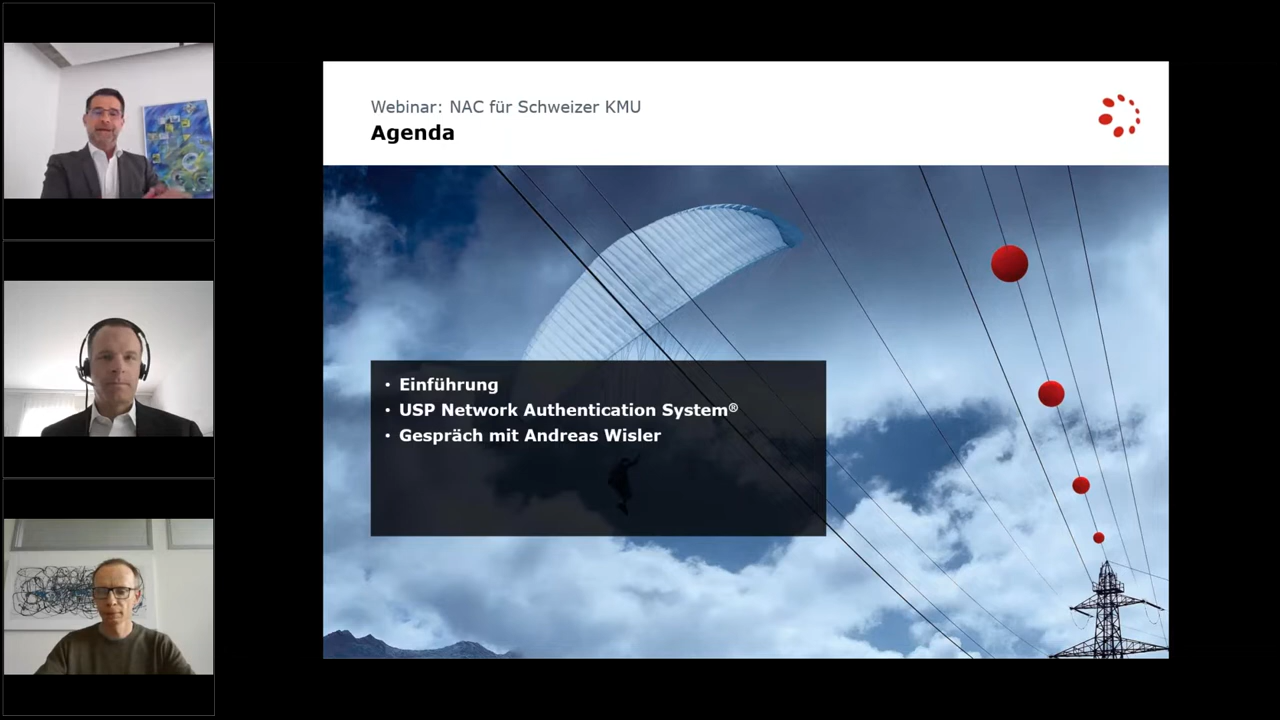 Webinar: NAC für Schweizer KMU
Agenda
• Einführung
• USP Network Authentication System®
• Gespräch mit Andreas Wisler